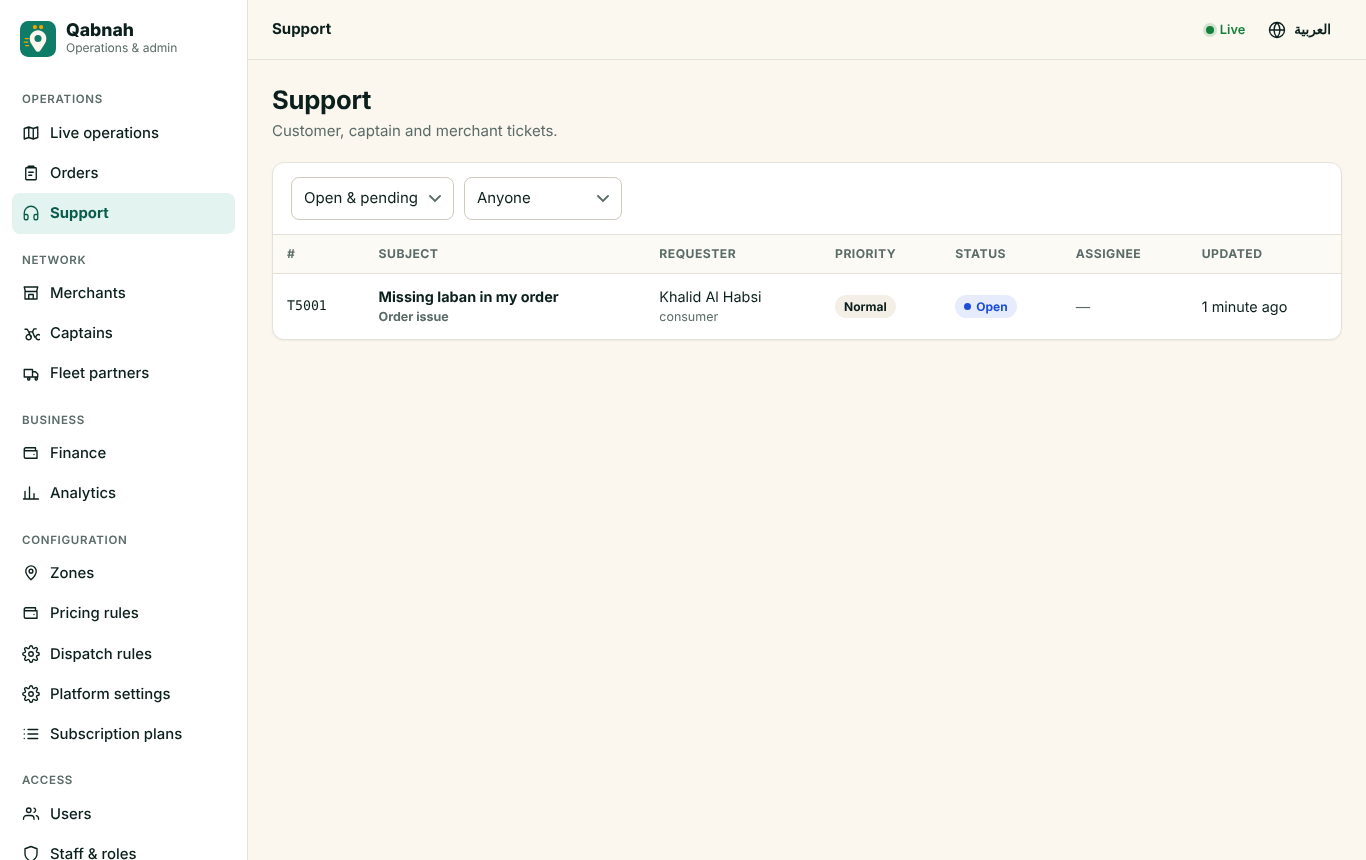 Qabnah
Operations & admin
OPERATIONS
Live operations
Orders
Support
NETWORK
Merchants
Captains
Fleet partners
BUSINESS
Finance
Analytics
CONFIGURATION
Zones
Pricing rules
Dispatch rules
Platform settings
Subscription plans
ACCESS
Users
Staff & roles
Support
Live
العربية
Support
Customer, captain and merchant tickets.
Open & pending
Anyone
# SUBJECT REQUESTER PRIORITY STATUS ASSIGNEE UPDATED
T5001 Missing laban in my order Khalid Al Habsi Normal Open — 1 minute ago
Order issue consumer